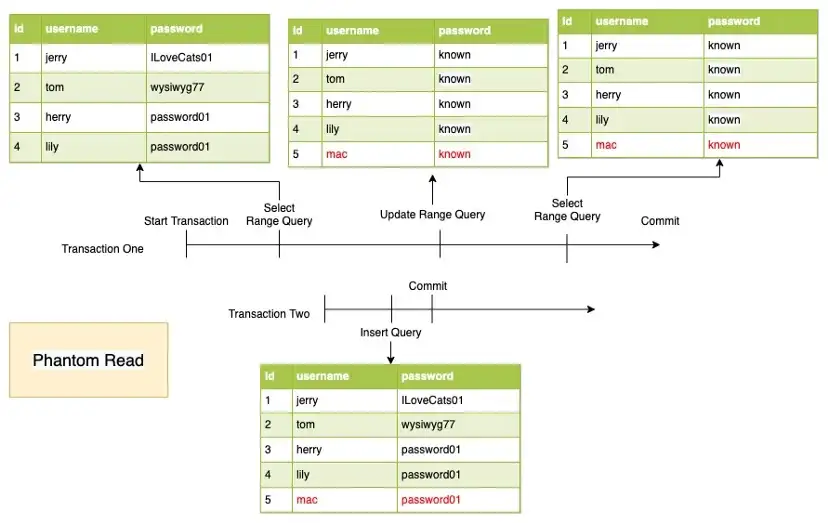 Id username password
1 jerry ILoveCats01
2 tom wysiwyg77
3 herry password01
4 lily password01
Id username password
1 jerry known
2 tom known
3 herry known
4 lily known
5 mac known
Id username password
1 jerry known
2 tom known
3 herry known
4 lily known
5 mac known
Start Transaction
Select
Range Query
Update Range Query
Select
Range Query
Commit
Transaction One
Commit
Transaction Two
Insert Query
Phantom Read
Id username password
1 jerry ILoveCats01
2 tom wysiwyg77
3 herry password01
4 lily password01
5 mac password01